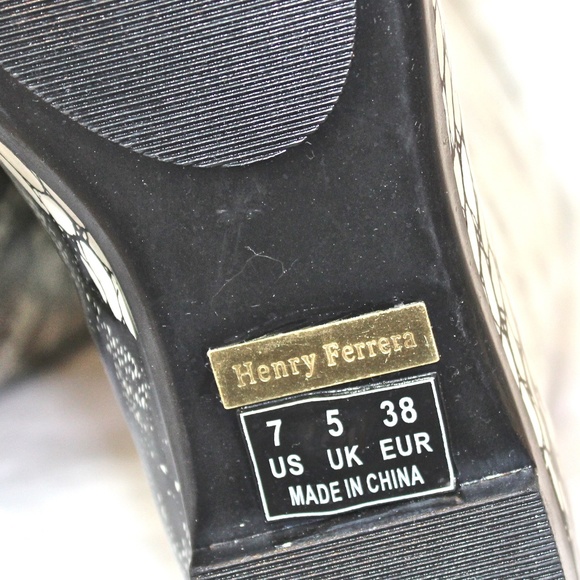 Henry Ferrera
7 5 38
US UK EUR
MADE IN CHINA